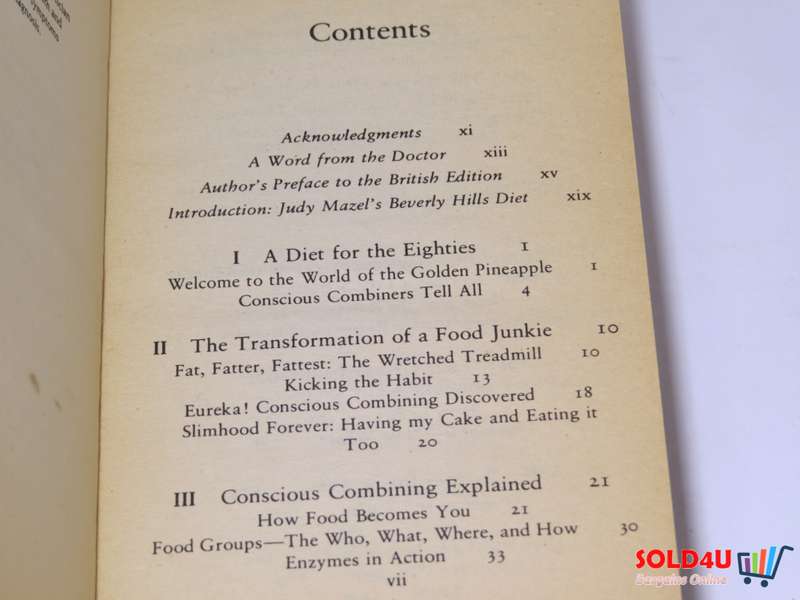 ician
and
symptoms
agnosis.
Contents
Acknowledgments xi
A Word from the Doctor xiii
Author's Preface to the British Edition xv
Introduction: Judy Mazel's Beverly Hills Diet xix
I A Diet for the Eighties 1
Welcome to the World of the Golden Pineapple 1
Conscious Combiners Tell All 4
II The Transformation of a Food Junkie 10
Fat, Fatter, Fattest: The Wretched Treadmill 10
Kicking the Habit 13
Eureka! Conscious Combining Discovered 18
Slimhood Forever: Having my Cake and Eating it
Too 20
III Conscious Combining Explained 21
How Food Becomes You 21
Food Groups—The Who, What, Where, and How 30
Enzymes in Action 33
vii
SOLD4U
Bargains Online